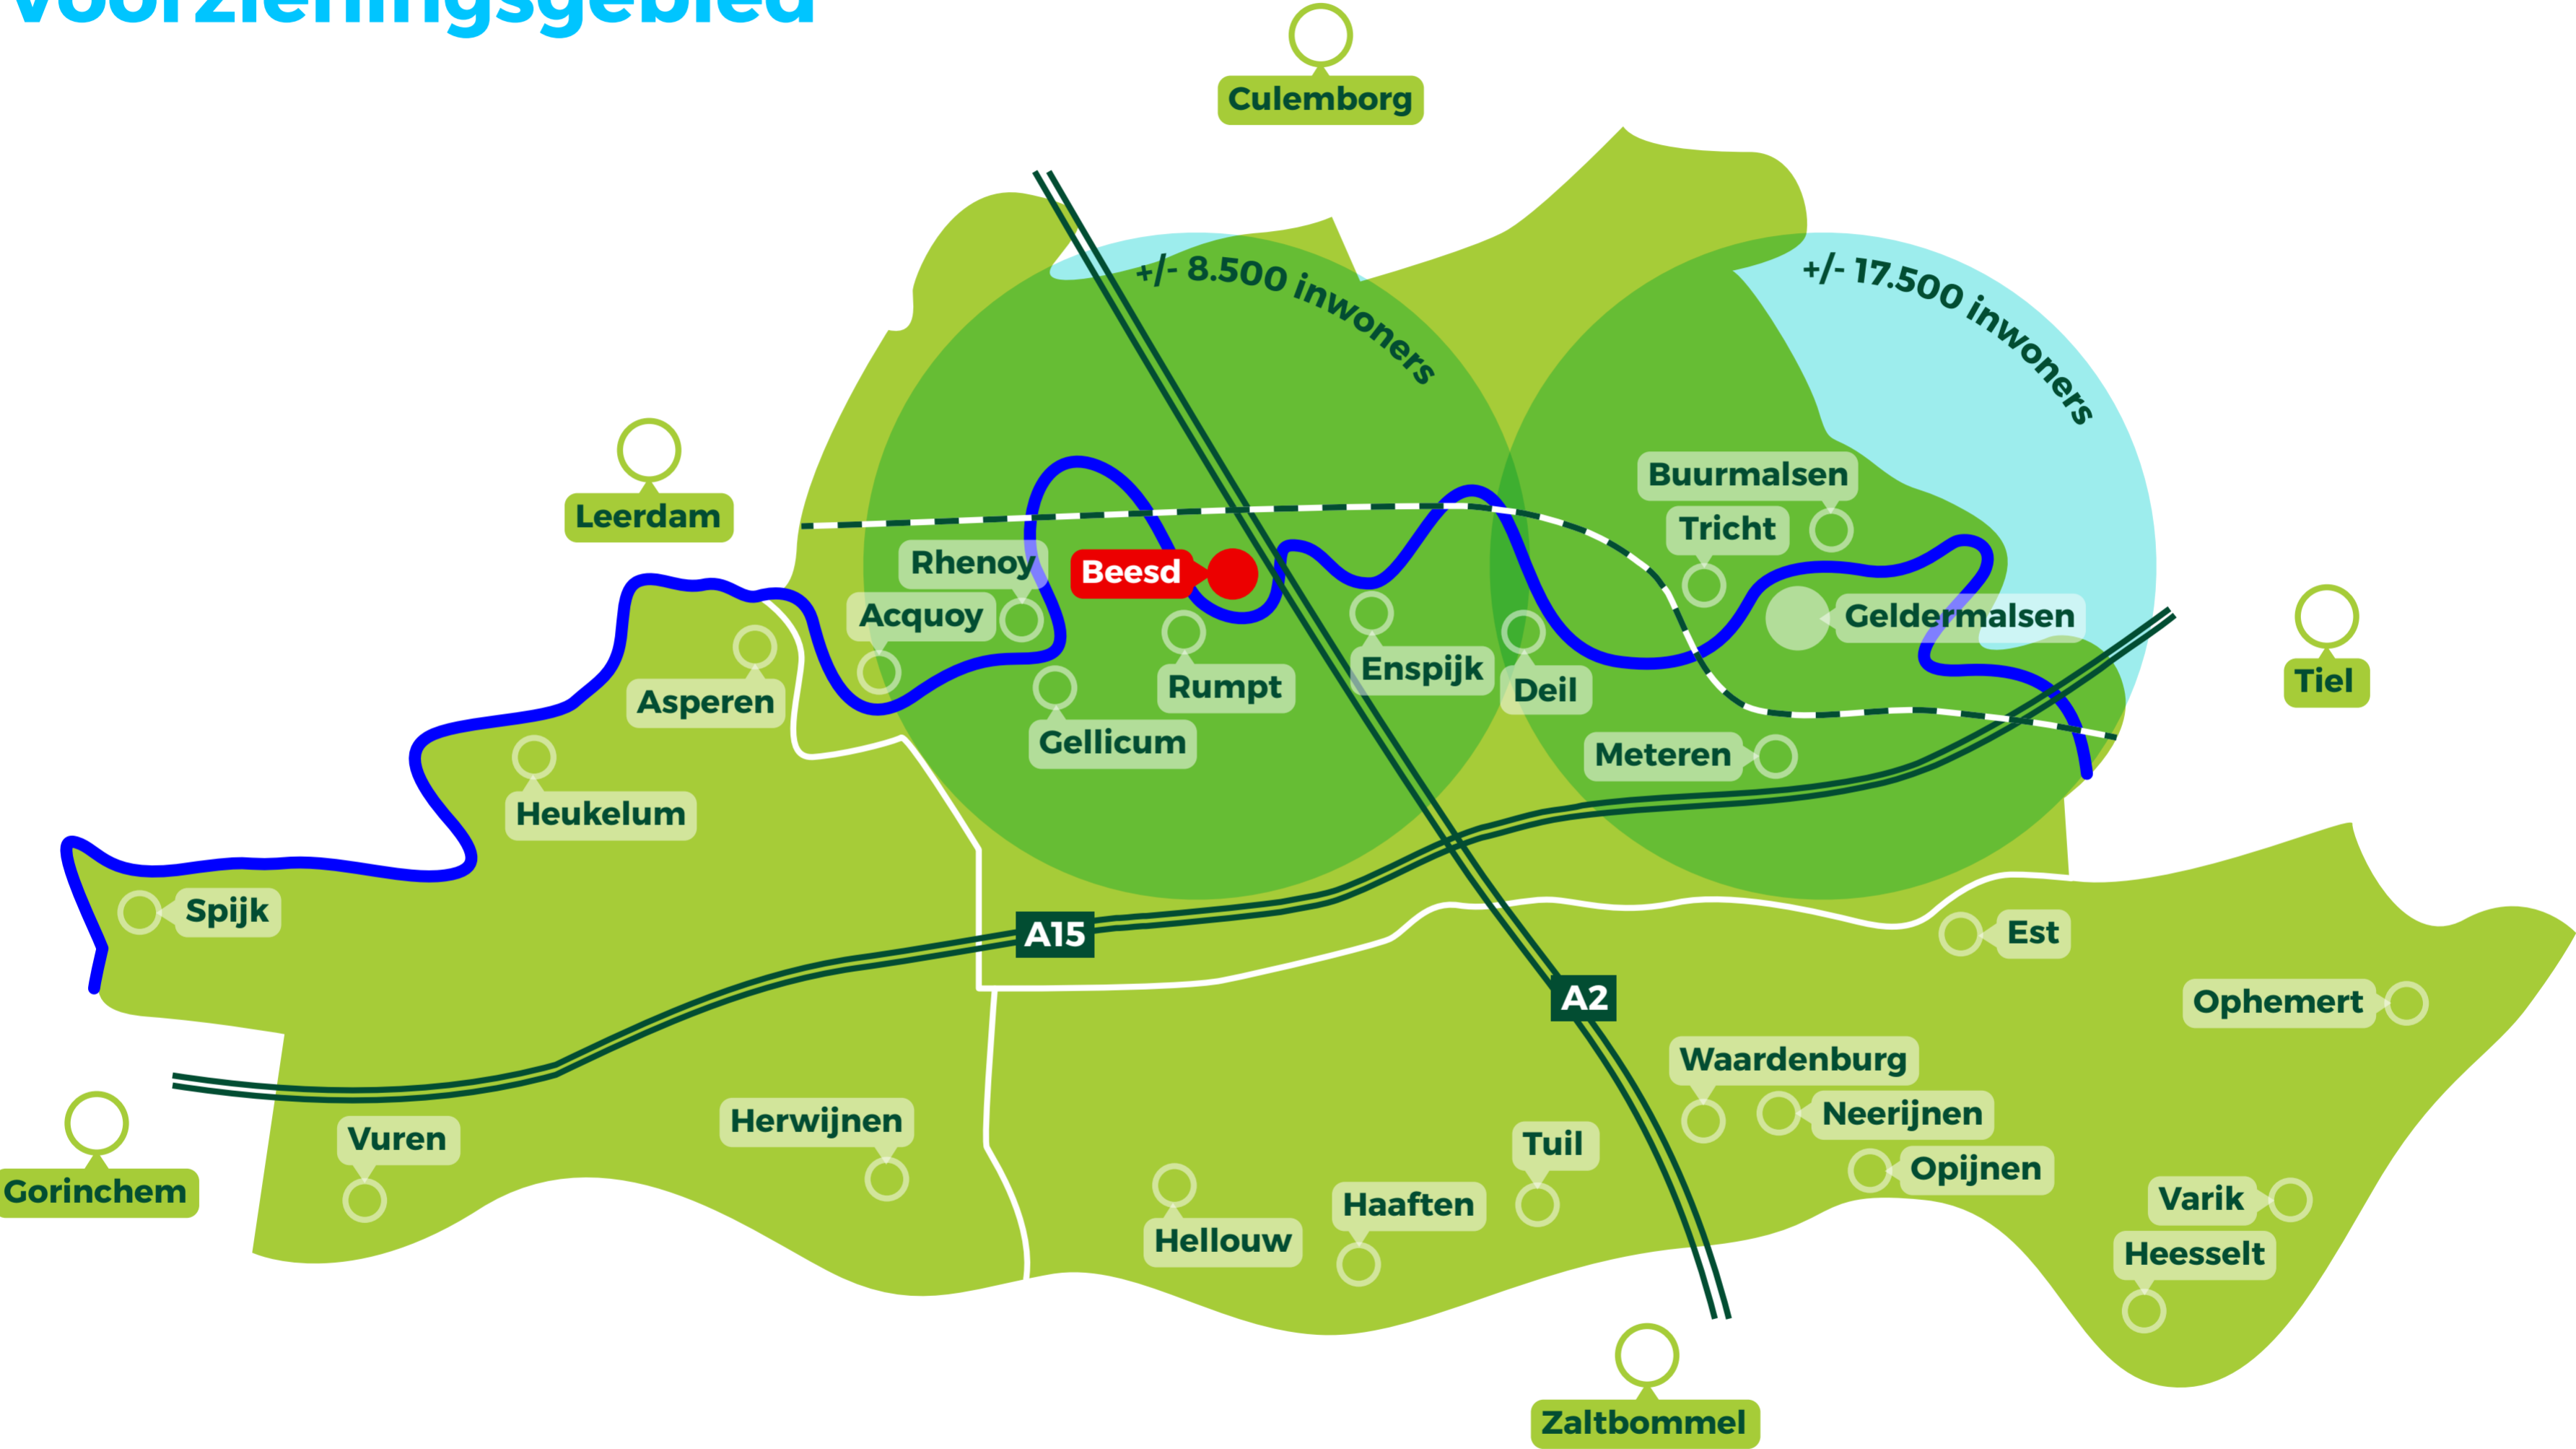 voorzieningsgebied
Culemborg
+/- 8.500 inwoners
+/- 17.500 inwoners
Leerdam
Buurmalsen
Tricht
Rhenoy
Beesd
Acquoy
Geldermalsen
Enspijk
Tiel
Rumpt
Deil
Asperen
Gellicum
Meteren
Heukelum
Spijk
A15
Est
A2
Ophemert
Waardenburg
Neerijnen
Herwijnen
Vuren
Tuil
Opijnen
Gorinchem
Varik
Haaften
Hellouw
Heesselt
Zaltbommel